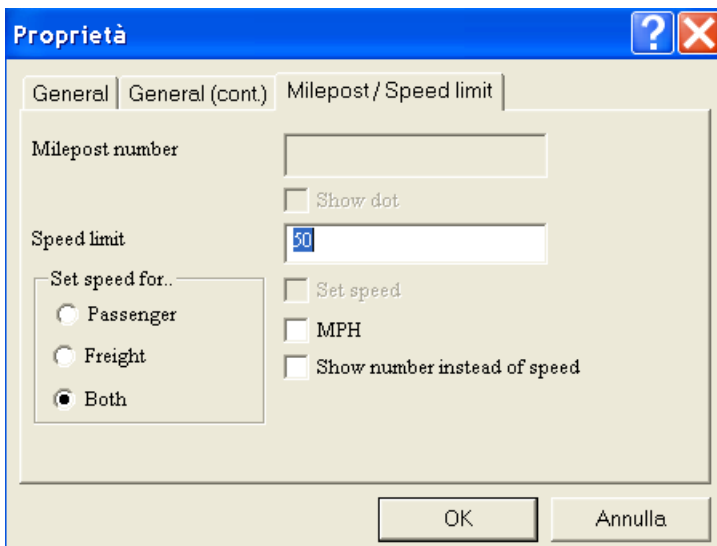 Proprietà
General
General (cont.)
Milepost / Speed limit
Milepost number
Show dot
Speed limit
50
Set speed for..
Passenger
Freight
Both
Set speed
MPH
Show number instead of speed
OK
Annulla